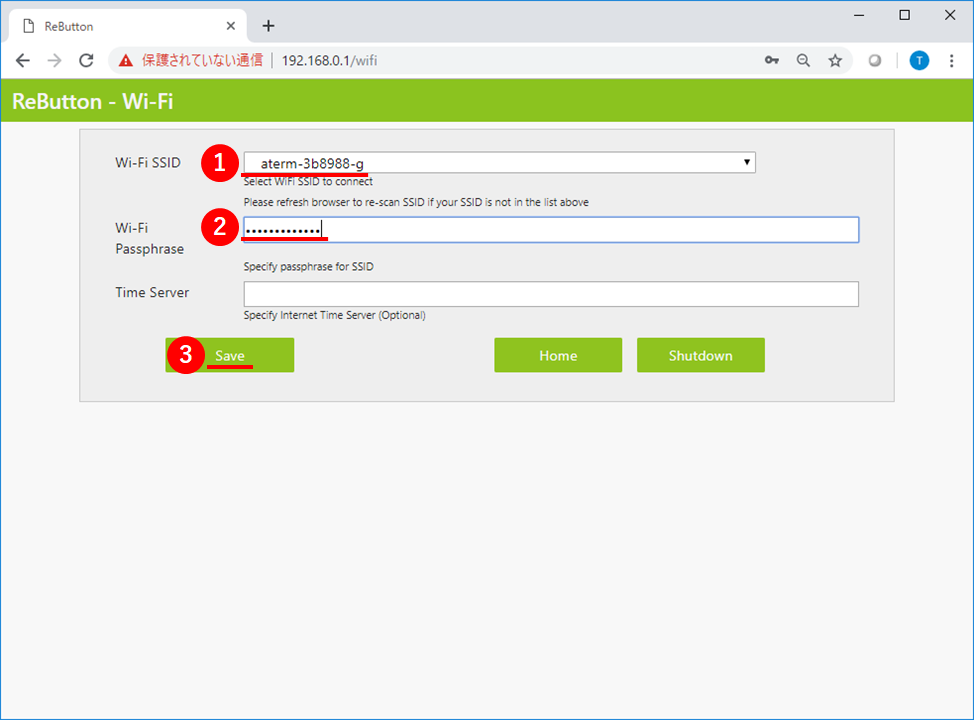 ReButton
保護されていない通信 192.168.0.1/wifi T
ReButton - Wi-Fi
Wi-Fi SSID 1 aterm-3b8988-g
Select WiFi SSID to connect
Please refresh browser to re-scan SSID if your SSID is not in the list above
Wi-Fi 2 •••••••••••••
Passphrase
Specify passphrase for SSID
Time Server
Specify Internet Time Server (Optional)
3 Save Home Shutdown